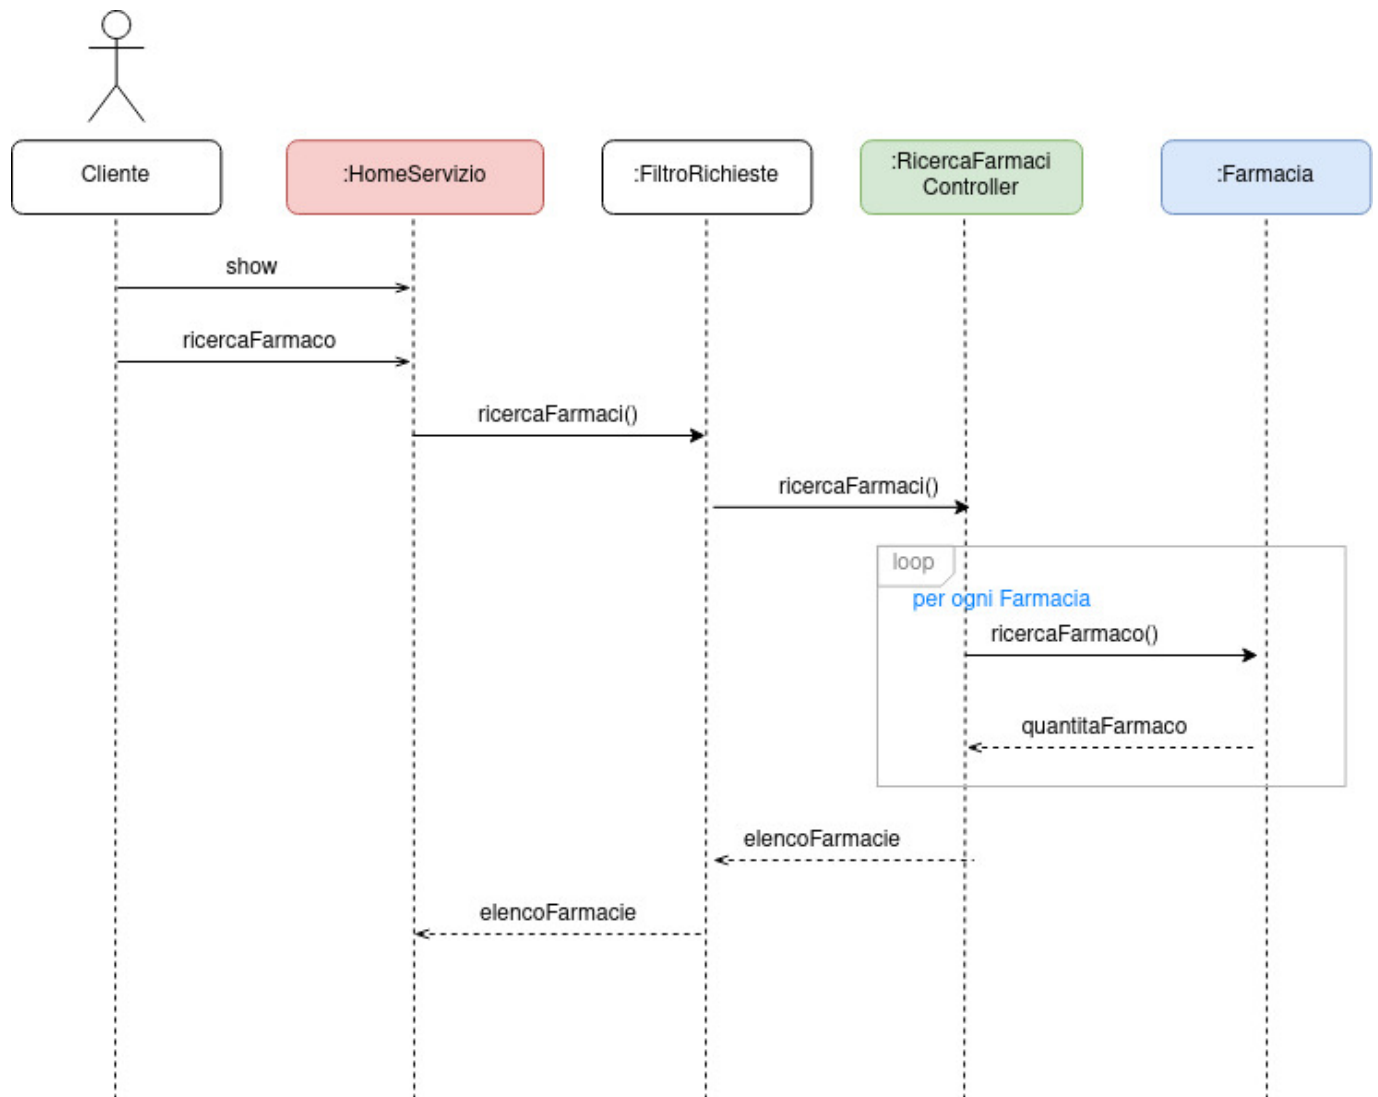 Cliente
:HomeServizio
:FiltroRichieste
:RicercaFarmaci
Controller
:Farmacia
show
ricercaFarmaco
ricercaFarmaci()
ricercaFarmaci()
loop
per ogni Farmacia
ricercaFarmaco()
quantitaFarmaco
elencoFarmacie
elencoFarmacie